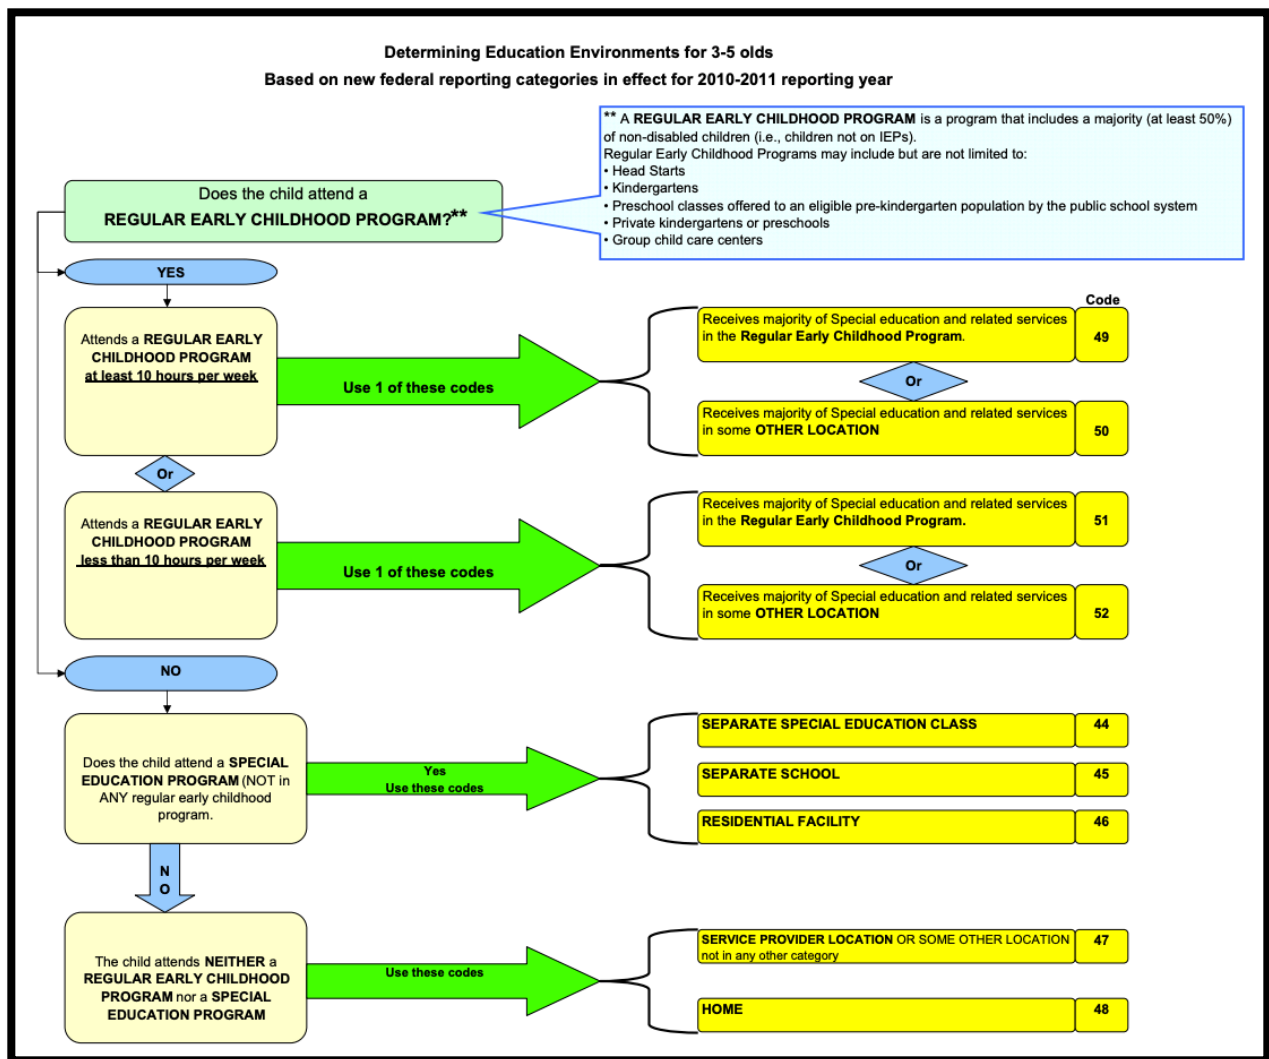 Determining Education Environments for 3-5 olds
Based on new federal reporting categories in effect for 2010-2011 reporting year
** A REGULAR EARLY CHILDHOOD PROGRAM is a program that includes a majority (at least 50%)
of non-disabled children (i.e., children not on IEPs).
Regular Early Childhood Programs may include but are not limited to:
• Head Starts
• Kindergartens
• Preschool classes offered to an eligible pre-kindergarten population by the public school system
• Private kindergartens or preschools
• Group child care centers
Does the child attend a
REGULAR EARLY CHILDHOOD PROGRAM?**
YES
Attends a REGULAR EARLY
CHILDHOOD PROGRAM
at least 10 hours per week
Use 1 of these codes
Code
Receives majority of Special education and related services
in the Regular Early Childhood Program.
49
Or
Receives majority of Special education and related services
in some OTHER LOCATION
50
Or
Attends a REGULAR EARLY
CHILDHOOD PROGRAM
less than 10 hours per week
Use 1 of these codes
Receives majority of Special education and related services
in the Regular Early Childhood Program.
51
Or
Receives majority of Special education and related services
in some OTHER LOCATION
52
NO
Does the child attend a SPECIAL
EDUCATION PROGRAM (NOT in
ANY regular early childhood
program.
Yes
Use these codes
SEPARATE SPECIAL EDUCATION CLASS
44
SEPARATE SCHOOL
45
RESIDENTIAL FACILITY
46
N
O
The child attends NEITHER a
REGULAR EARLY CHILDHOOD
PROGRAM nor a SPECIAL
EDUCATION PROGRAM
Use these codes
SERVICE PROVIDER LOCATION OR SOME OTHER LOCATION
not in any other category
47
HOME
48